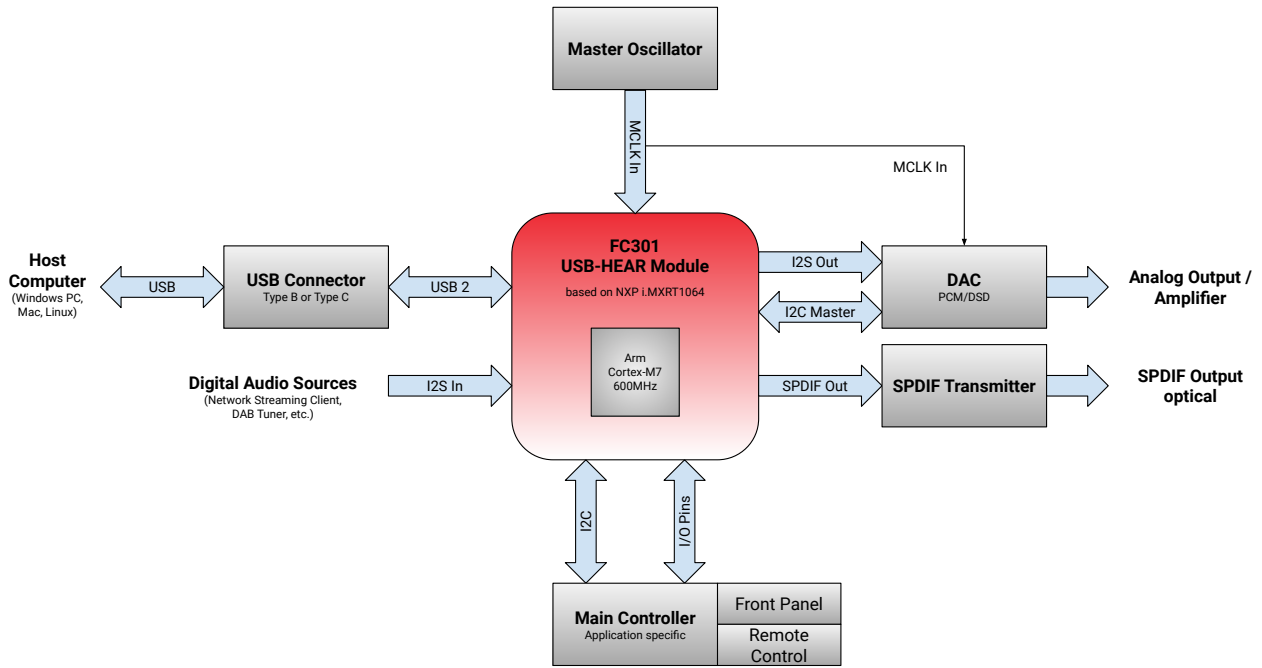 Master Oscillator
MCLK In
MCLK In
FC301
USB-HEAR Module
based on NXP i.MXRT1064
Arm
Cortex-M7
600MHz
Host
Computer
(Windows PC,
Mac, Linux)
USB
USB Connector
Type B or Type C
USB 2
I2S Out
I2C Master
DAC
PCM/DSD
Analog Output /
Amplifier
Digital Audio Sources
(Network Streaming Client,
DAB Tuner, etc.)
I2S In
SPDIF Out
SPDIF Transmitter
SPDIF Output
optical
I2C
I/O Pins
Main Controller
Application specific
Front Panel
Remote
Control